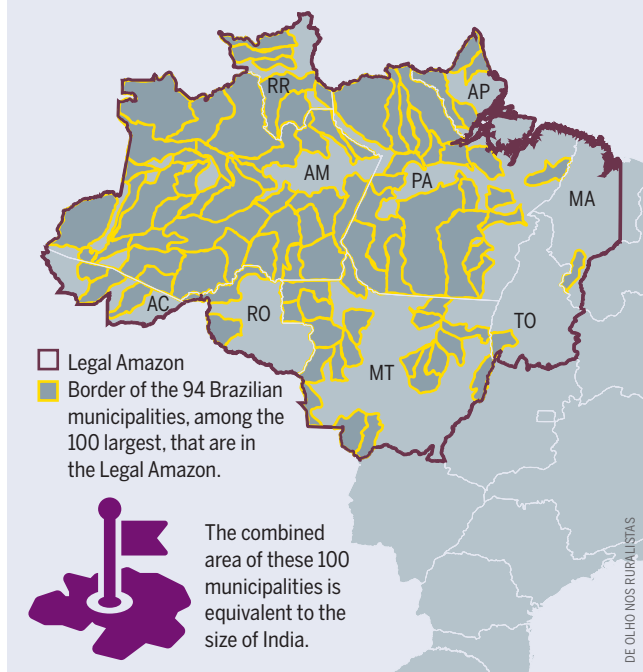 RR
AP
AM
PA
MA
AC
RO
TO
MT
Legal Amazon
Border of the 94 Brazilian
municipalities, among the
100 largest, that are in
the Legal Amazon.
The combined
area of these 100
municipalities is
equivalent to the
size of India.
DE OLHO NOS RURALISTAS